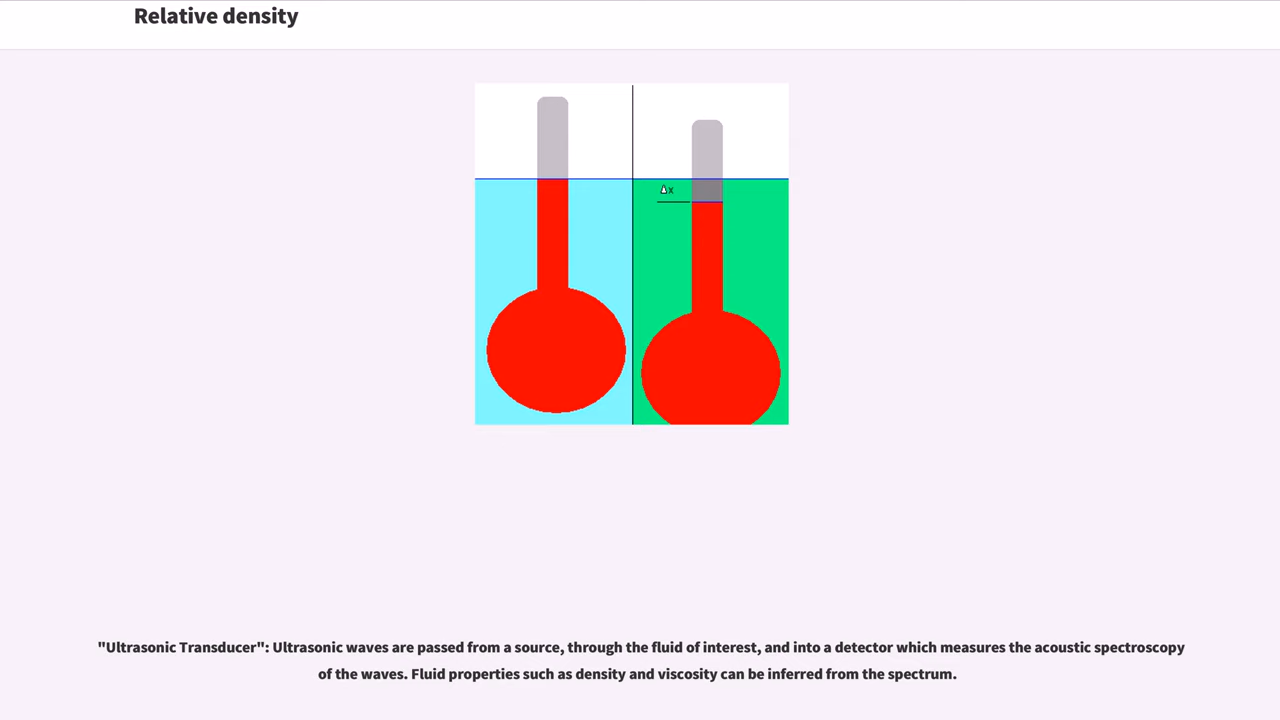 Relative density
Δx
"Ultrasonic Transducer": Ultrasonic waves are passed from a source, through the fluid of interest, and into a detector which measures the acoustic spectroscopy
of the waves. Fluid properties such as density and viscosity can be inferred from the spectrum.